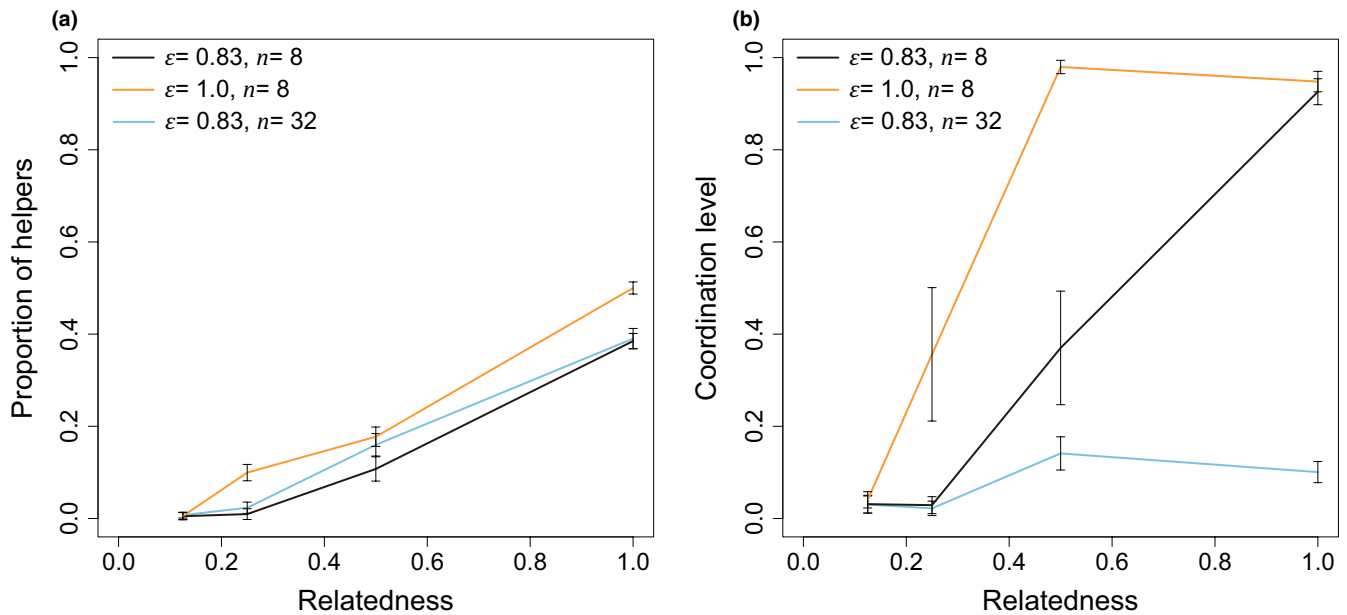 (a)
ε= 0.83, n= 8
ε= 1.0, n= 8
ε= 0.83, n= 32
1.0
0.8
0.6
0.4
0.2
0.0
Proportion of helpers
0.0 0.2 0.4 0.6 0.8 1.0
Relatedness
(b)
ε= 0.83, n= 8
ε= 1.0, n= 8
ε= 0.83, n= 32
1.0
0.8
0.6
0.4
0.2
0.0
Coordination level
0.0 0.2 0.4 0.6 0.8 1.0
Relatedness